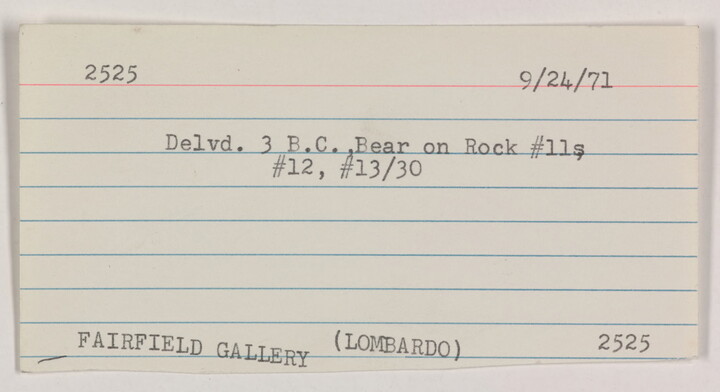 2525 9/24/71
Delvd. 3 B.C.,Bear on Rock #11,
#12, #13/30
FAIRFIELD GALLERY (LOMBARDO) 2525